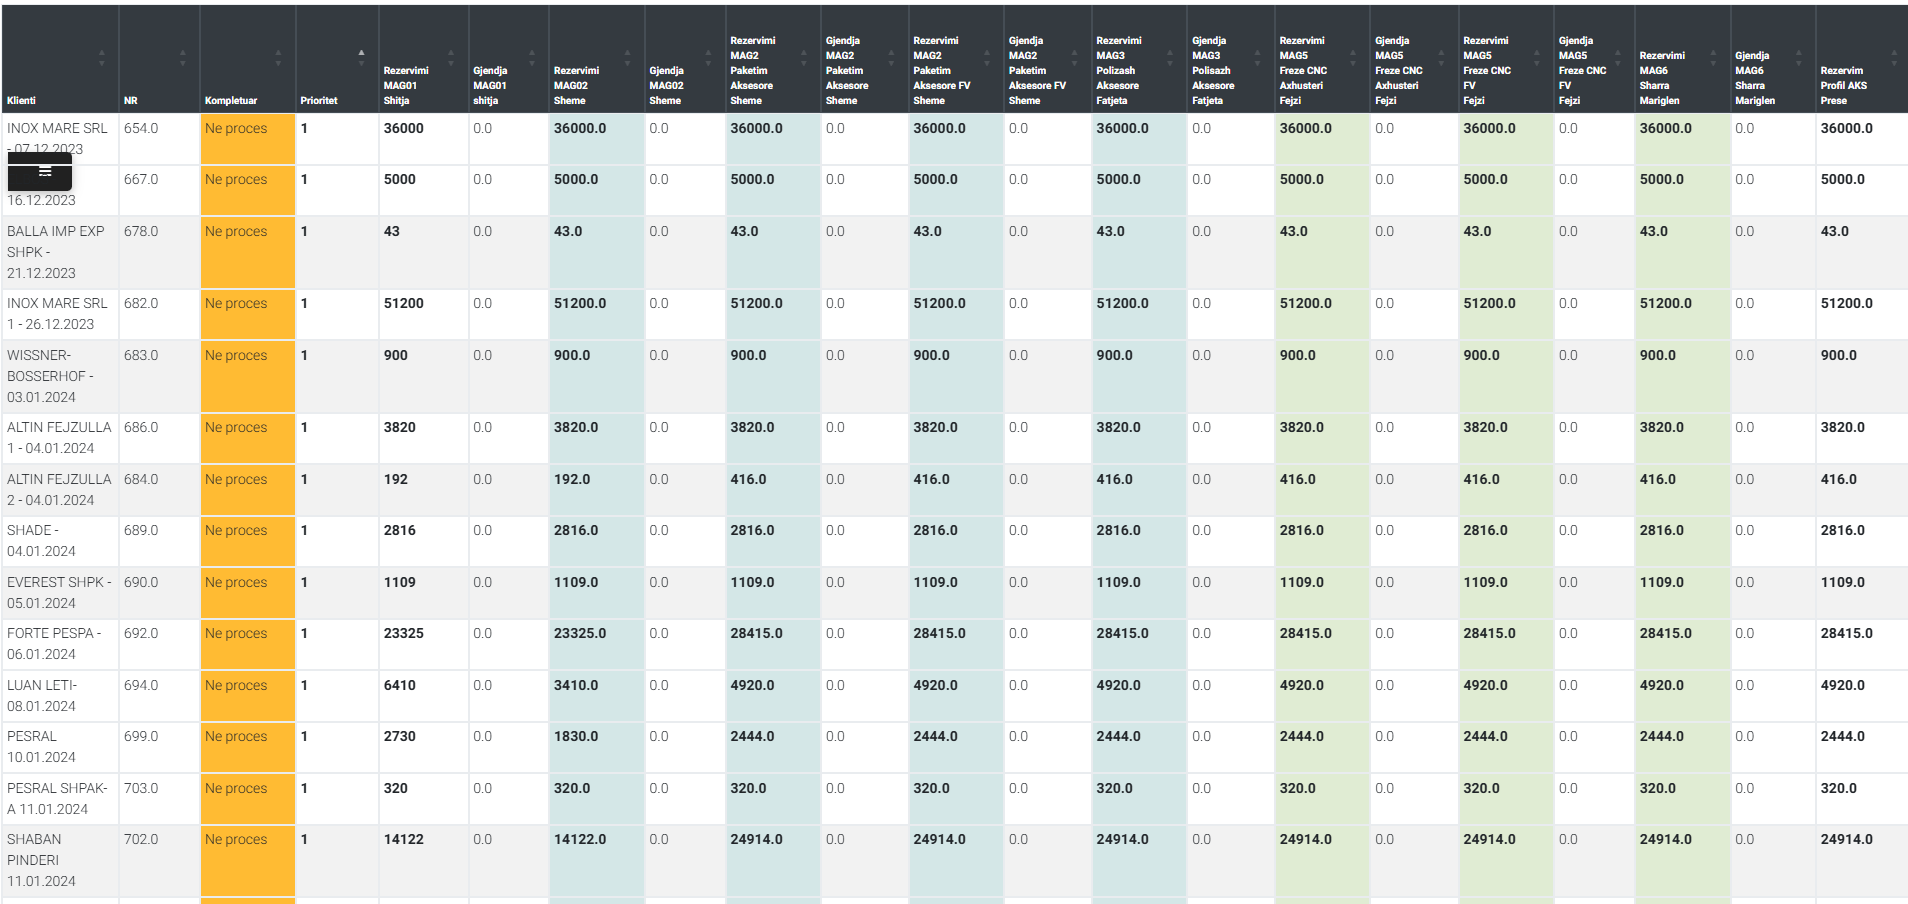 Klienti NR Kompletuar Prioritet Rezervimi MAG01 Shitja Gjendja MAG01 shitja Rezervimi MAG02 Sheme Gjendja MAG02 Sheme Rezervimi MAG2 Paketim Aksesore Sheme Gjendja MAG2 Paketim Aksesore Sheme Rezervimi MAG2 Paketim Aksesore FV Sheme Gjendja MAG2 Paketim Aksesore FV Sheme Rezervimi MAG3 Polizash Aksesore Fatjeta Gjendja MAG3 Polisazh Aksesore Fatjeta Rezervimi MAG5 Freze CNC Axhusteri Fejzi Gjendja MAG5 Freze CNC Axhusteri Fejzi Rezervimi MAG5 Freze CNC FV Fejzi Gjendja MAG5 Freze CNC FV Fejzi Rezervimi MAG6 Sharra Mariglen Gjendja MAG6 Sharra Mariglen Rezervim Profil AKS Prese
INOX MARE SRL - 07.12.2023 654.0 Ne proces 1 36000 0.0 36000.0 0.0 36000.0 0.0 36000.0 0.0 36000.0 0.0 36000.0 0.0 36000.0 0.0 36000.0 0.0 36000.0
16.12.2023 667.0 Ne proces 1 5000 0.0 5000.0 0.0 5000.0 0.0 5000.0 0.0 5000.0 0.0 5000.0 0.0 5000.0 0.0 5000.0 0.0 5000.0
BALLA IMP EXP SHPK - 21.12.2023 678.0 Ne proces 1 43 0.0 43.0 0.0 43.0 0.0 43.0 0.0 43.0 0.0 43.0 0.0 43.0 0.0 43.0 0.0 43.0
INOX MARE SRL 1 - 26.12.2023 682.0 Ne proces 1 51200 0.0 51200.0 0.0 51200.0 0.0 51200.0 0.0 51200.0 0.0 51200.0 0.0 51200.0 0.0 51200.0 0.0 51200.0
WISSNER-BOSSERHOF - 03.01.2024 683.0 Ne proces 1 900 0.0 900.0 0.0 900.0 0.0 900.0 0.0 900.0 0.0 900.0 0.0 900.0 0.0 900.0 0.0 900.0
ALTIN FEJZULLA 1 - 04.01.2024 686.0 Ne proces 1 3820 0.0 3820.0 0.0 3820.0 0.0 3820.0 0.0 3820.0 0.0 3820.0 0.0 3820.0 0.0 3820.0 0.0 3820.0
ALTIN FEJZULLA 2 - 04.01.2024 684.0 Ne proces 1 192 0.0 192.0 0.0 416.0 0.0 416.0 0.0 416.0 0.0 416.0 0.0 416.0 0.0 416.0 0.0 416.0
SHADE - 04.01.2024 689.0 Ne proces 1 2816 0.0 2816.0 0.0 2816.0 0.0 2816.0 0.0 2816.0 0.0 2816.0 0.0 2816.0 0.0 2816.0 0.0 2816.0
EVEREST SHPK - 05.01.2024 690.0 Ne proces 1 1109 0.0 1109.0 0.0 1109.0 0.0 1109.0 0.0 1109.0 0.0 1109.0 0.0 1109.0 0.0 1109.0 0.0 1109.0
FORTE PESPA - 06.01.2024 692.0 Ne proces 1 23325 0.0 23325.0 0.0 28415.0 0.0 28415.0 0.0 28415.0 0.0 28415.0 0.0 28415.0 0.0 28415.0 0.0 28415.0
LUAN LETI- 08.01.2024 694.0 Ne proces 1 6410 0.0 3410.0 0.0 4920.0 0.0 4920.0 0.0 4920.0 0.0 4920.0 0.0 4920.0 0.0 4920.0 0.0 4920.0
PESRAL 10.01.2024 699.0 Ne proces 1 2730 0.0 1830.0 0.0 2444.0 0.0 2444.0 0.0 2444.0 0.0 2444.0 0.0 2444.0 0.0 2444.0 0.0 2444.0
PESRAL SHPAK-A 11.01.2024 703.0 Ne proces 1 320 0.0 320.0 0.0 320.0 0.0 320.0 0.0 320.0 0.0 320.0 0.0 320.0 0.0 320.0 0.0 320.0
SHABAN PINDERI 11.01.2024 702.0 Ne proces 1 14122 0.0 14122.0 0.0 24914.0 0.0 24914.0 0.0 24914.0 0.0 24914.0 0.0 24914.0 0.0 24914.0 0.0 24914.0